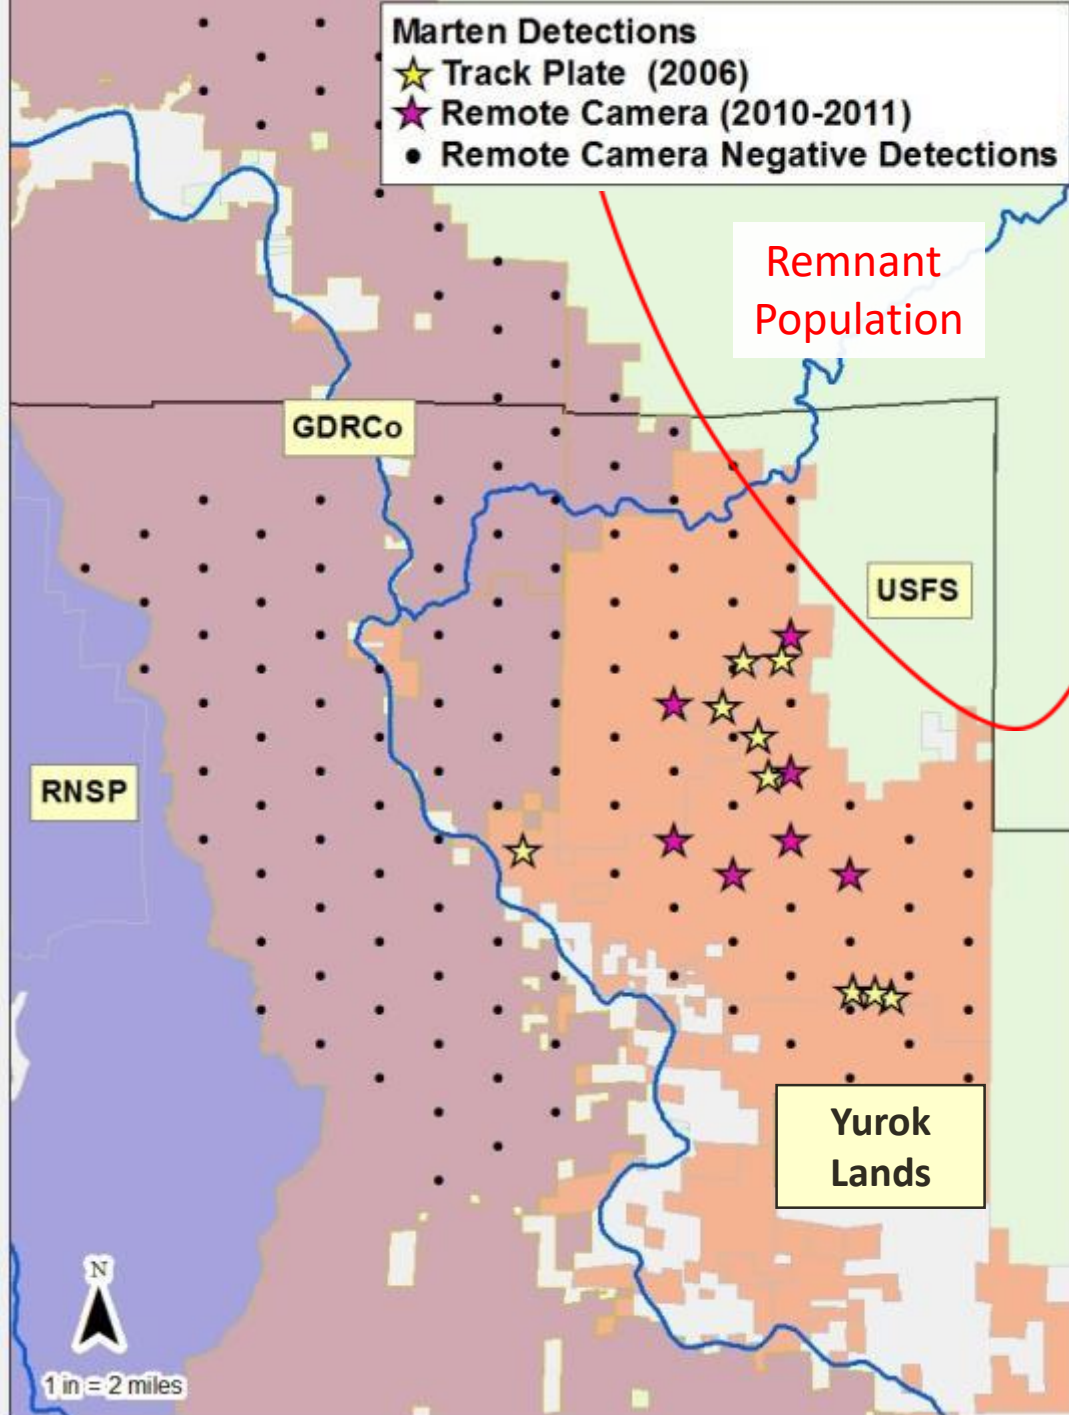 Marten Detections
Track Plate (2006)
Remote Camera (2010-2011)
Remote Camera Negative Detections
Remnant
Population
GDRCo
USFS
RNSP
Yurok
Lands
N
1 in = 2 miles